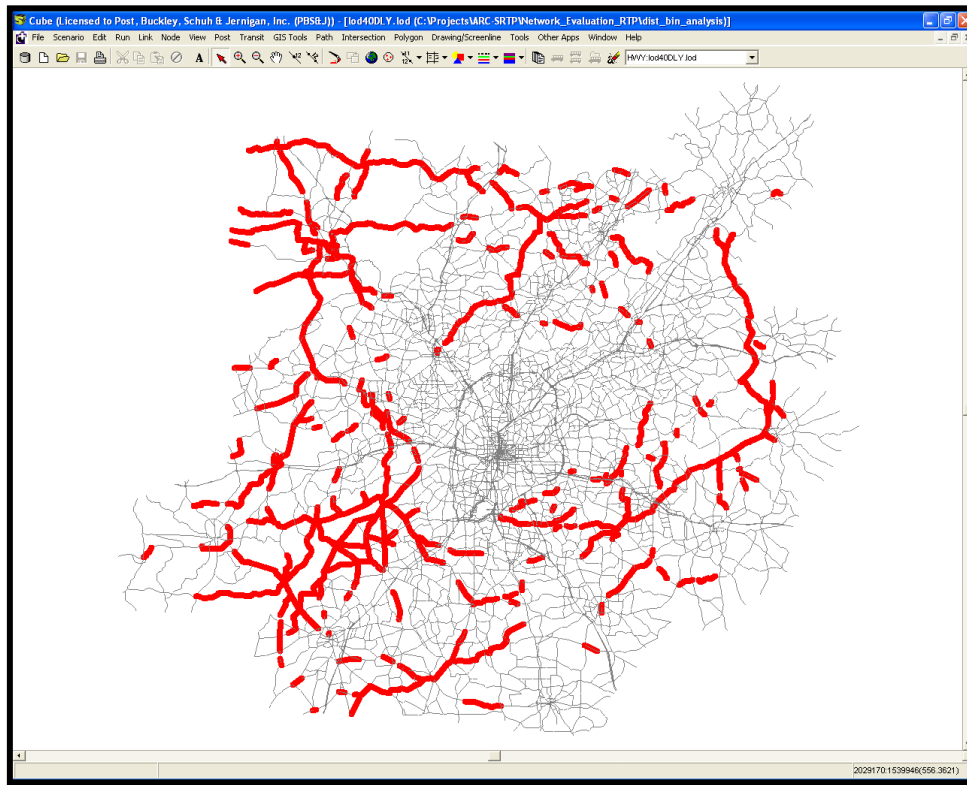 Cube (Licensed to Post, Buckley, Schuh & Jernigan, Inc. (PBS&J)) - [lod40DLY.lod (C:\Projects\ARC-SRTP\Network_Evaluation_RTP\dist_bin_analysis)]
File Scenario Edit Run Link Node View Post Transit GIS Tools Path Intersection Polygon Drawing/Screenline Tools Other Apps Window Help
A HWY:lod40DLY.lod
2029170:1539946(556.3621)